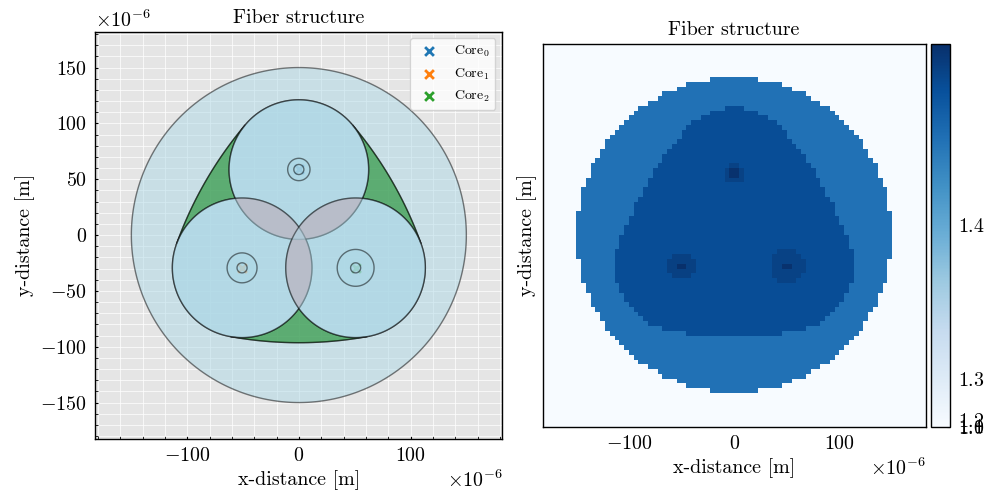 Fiber structure
×10⁻⁶
Core₀
Core₁
Core₂
150
100
50
0
−50
−100
−150
y-distance [m]
−100
0
100
x-distance [m]
×10⁻⁶
Fiber structure
y-distance [m]
−100
0
100
x-distance [m]
×10⁻⁶
1.4
1.3